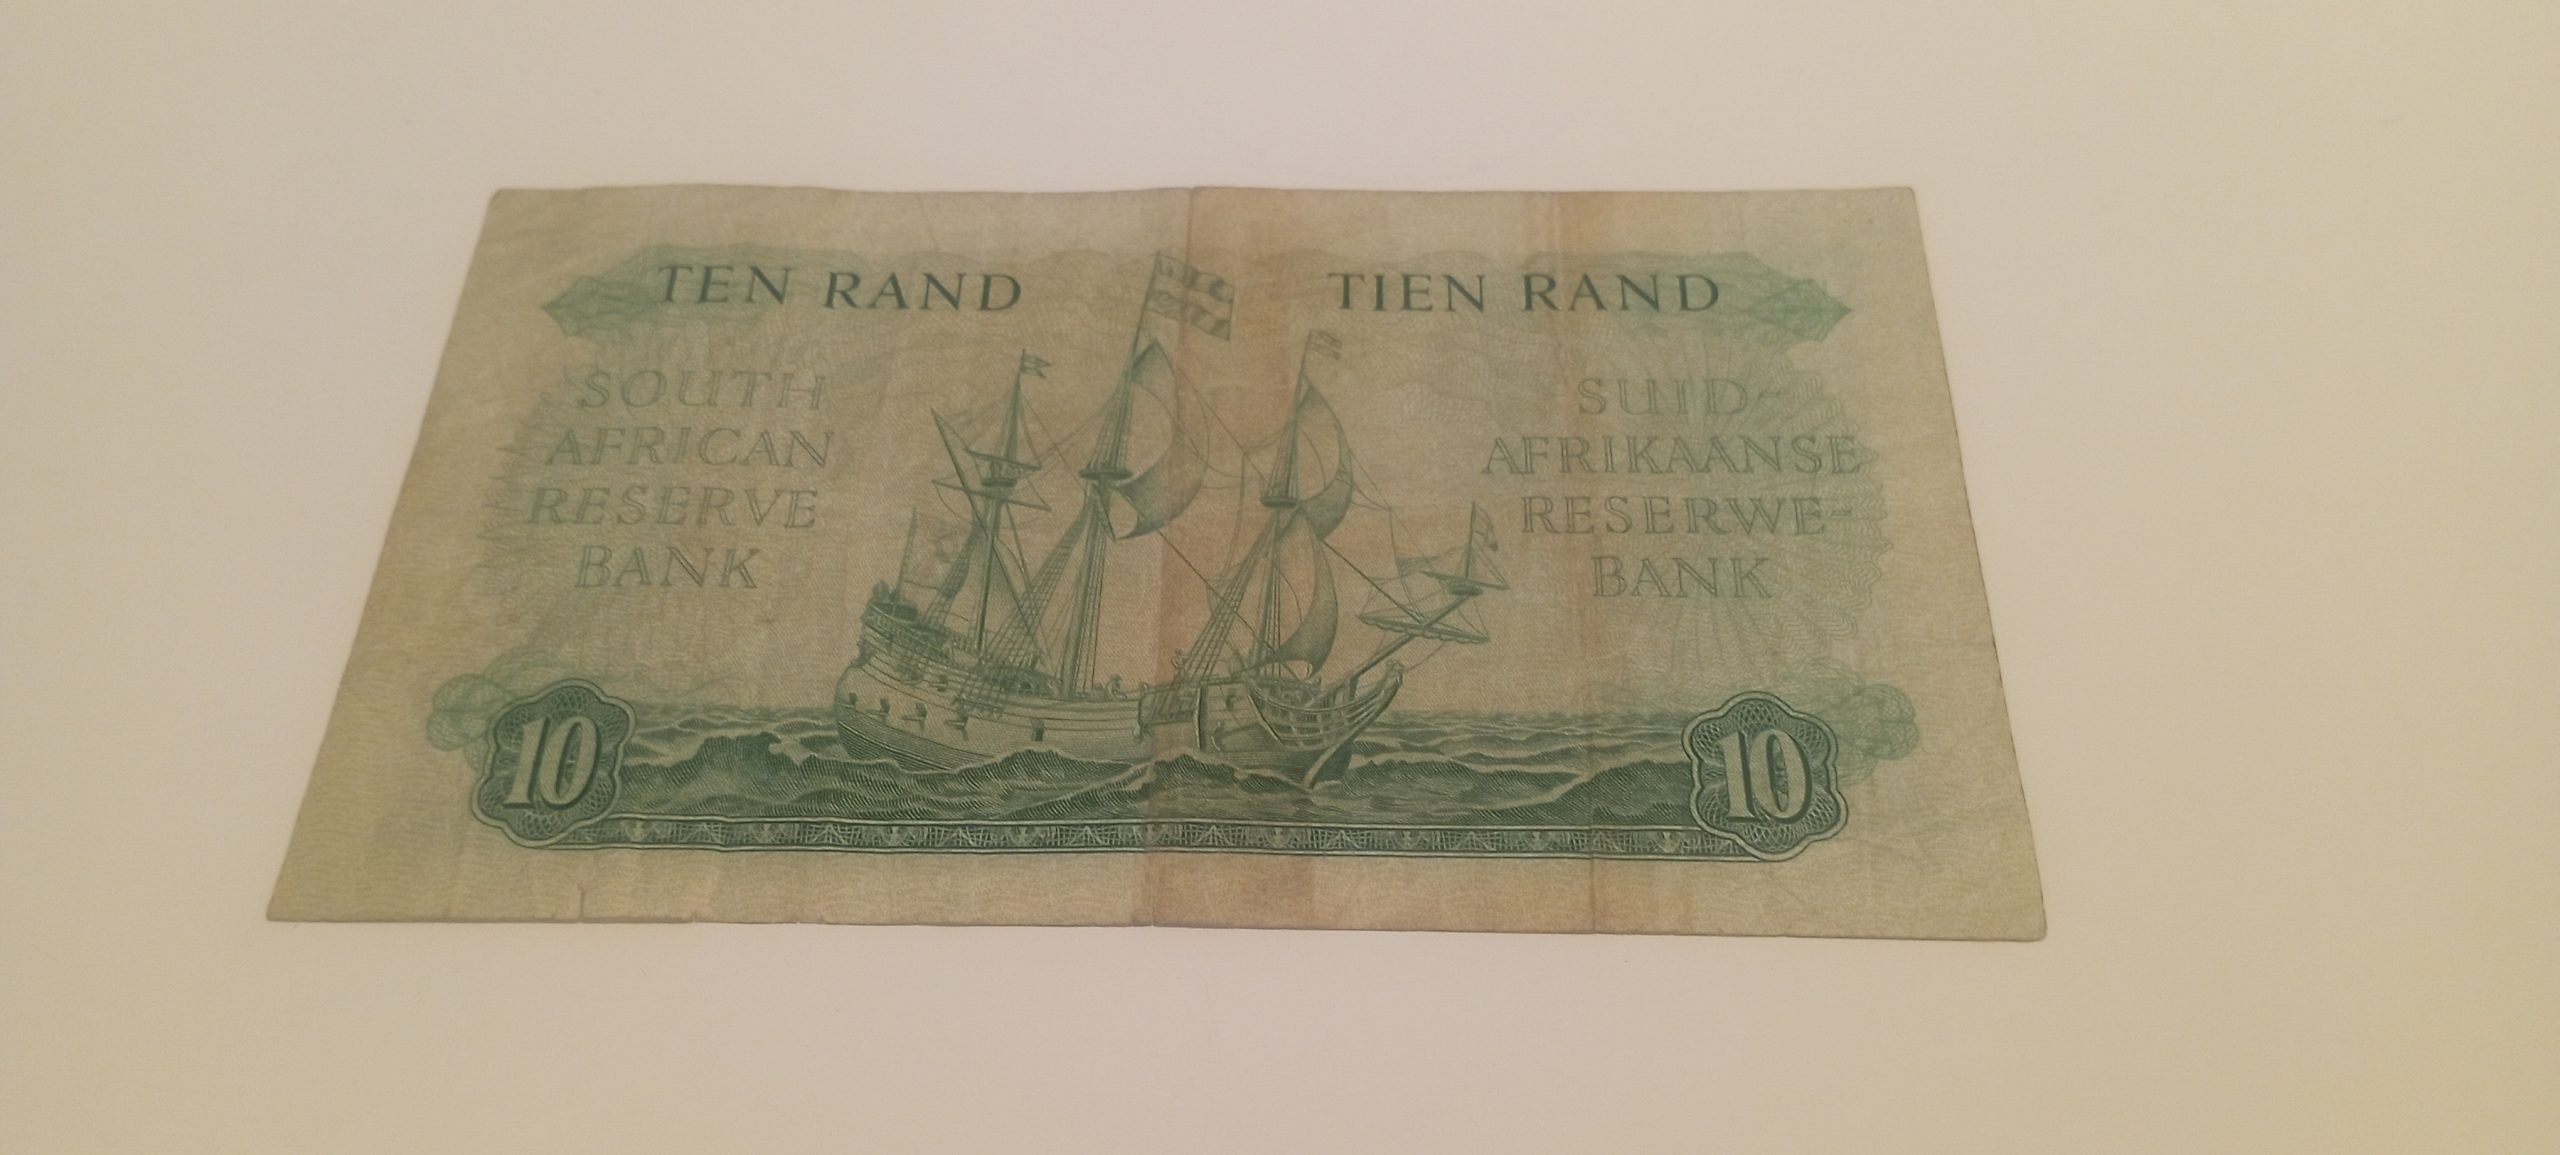 TEN RAND
TIEN RAND
SOUTH
AFRICAN
RESERVE
BANK
SUID-
AFRIKAANSE
RESERWE-
BANK
10
10